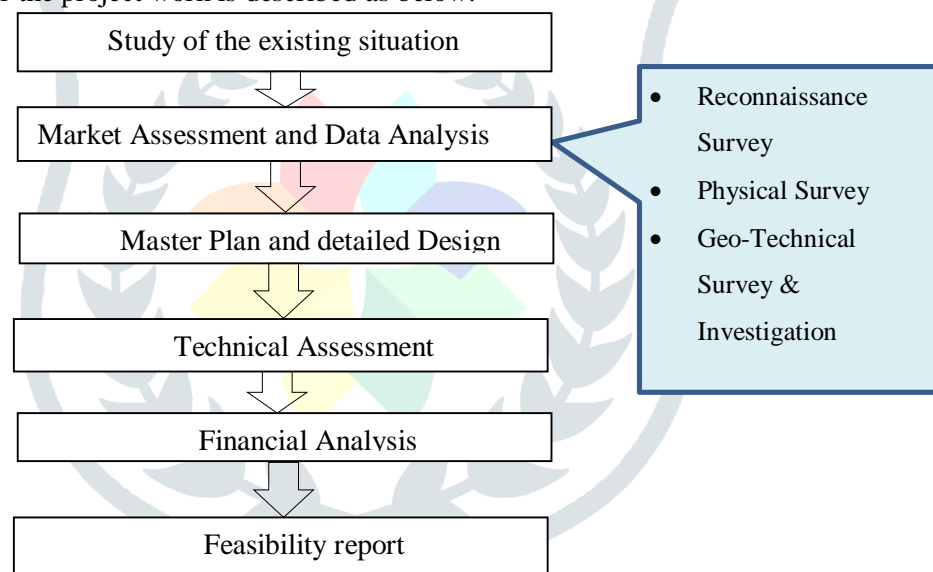 the project work is described as below.
Study of the existing situation
Market Assessment and Data Analysis
• Reconnaissance
Survey
• Physical Survey
• Geo-Technical
Survey &
Investigation
Master Plan and detailed Design
Technical Assessment
Financial Analysis
Feasibility report